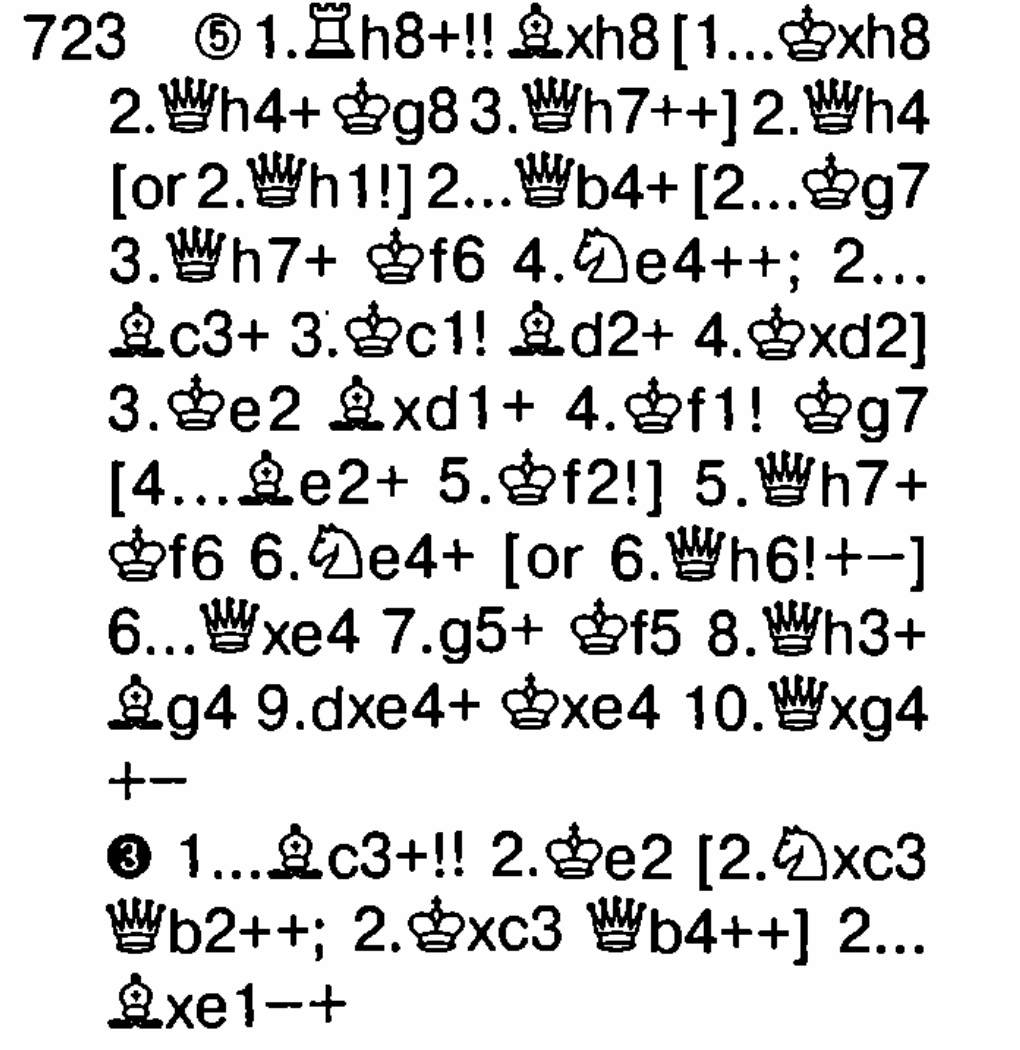 723 ⑤ 1.♖h8+!! ♗xh8 [1...♔xh8
2.♕h4+ ♔g8 3.♕h7++] 2.♕h4
[or 2.♕h1!] 2...♕b4+ [2...♔g7
3.♕h7+ ♔f6 4.♘e4++; 2...
♗c3+ 3.♔c1! ♗d2+ 4.♔xd2]
3.♔e2 ♗xd1+ 4.♔f1! ♔g7
[4...♗e2+ 5.♔f2!] 5.♕h7+
♔f6 6.♘e4+ [or 6.♕h6!+−]
6...♕xe4 7.g5+ ♔f5 8.♕h3+
♗g4 9.dxe4+ ♔xe4 10.♕xg4
+−
❸ 1...♗c3+!! 2.♔e2 [2.♘xc3
♕b2++; 2.♔xc3 ♕b4++] 2...
♗xe1−+